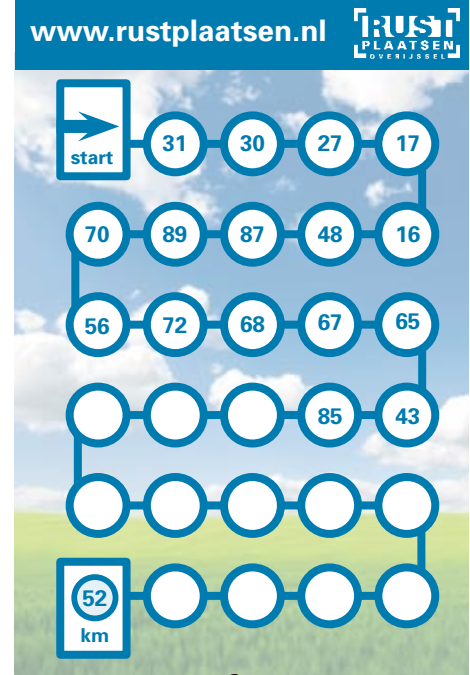 www.rustplaatsen.nl
RUST
PLAATSEN
OVERIJSSEL
start
31 30 27 17
70 89 87 48 16
56 72 68 67 65
85 43
52
km